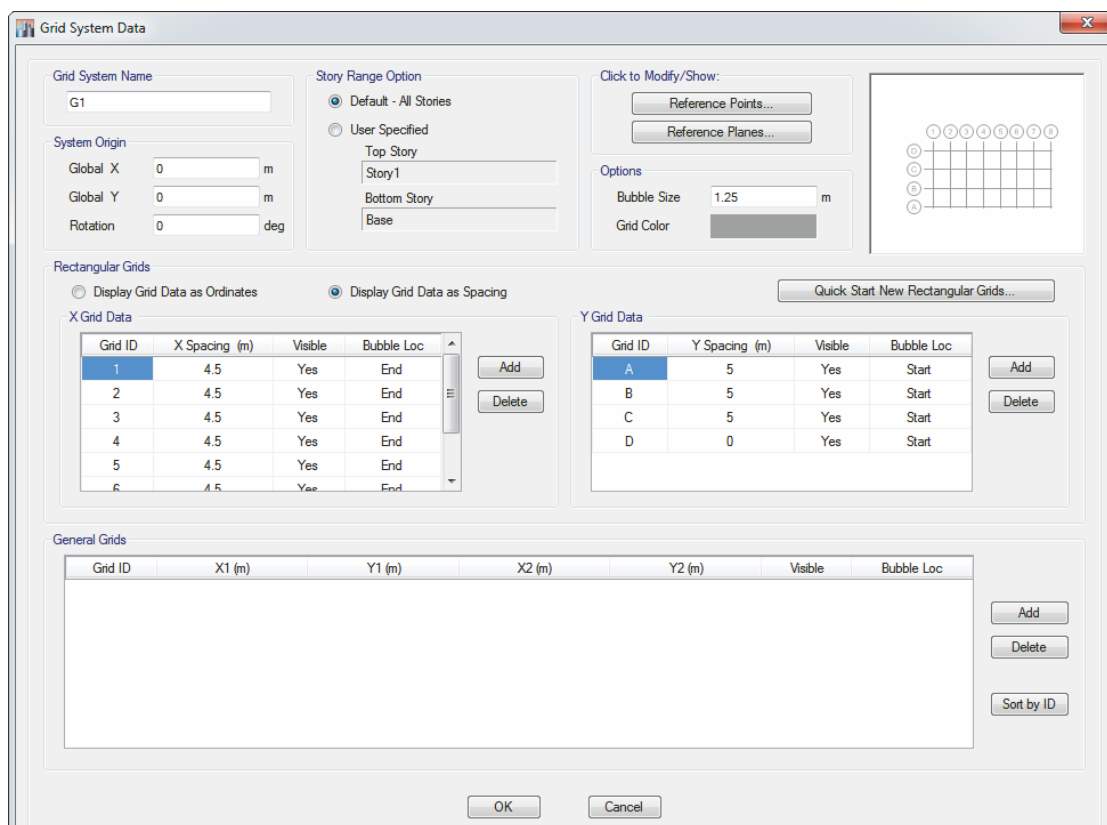 Grid System Data
Grid System Name
G1
System Origin
Global X 0 m
Global Y 0 m
Rotation 0 deg
Story Range Option
Default - All Stories
User Specified
Top Story
Story1
Bottom Story
Base
Click to Modify/Show:
Reference Points...
Reference Planes...
Options
Bubble Size 1.25 m
Grid Color
1 2 3 4 5 6 7 8
D
C
B
A
Rectangular Grids
Display Grid Data as Ordinates
Display Grid Data as Spacing
Quick Start New Rectangular Grids...
X Grid Data
Grid ID X Spacing (m) Visible Bubble Loc
1 4.5 Yes End
2 4.5 Yes End
3 4.5 Yes End
4 4.5 Yes End
5 4.5 Yes End
6 4.5 Yes End
Add
Delete
Y Grid Data
Grid ID Y Spacing (m) Visible Bubble Loc
A 5 Yes Start
B 5 Yes Start
C 5 Yes Start
D 0 Yes Start
Add
Delete
General Grids
Grid ID X1 (m) Y1 (m) X2 (m) Y2 (m) Visible Bubble Loc
Add
Delete
Sort by ID
OK
Cancel